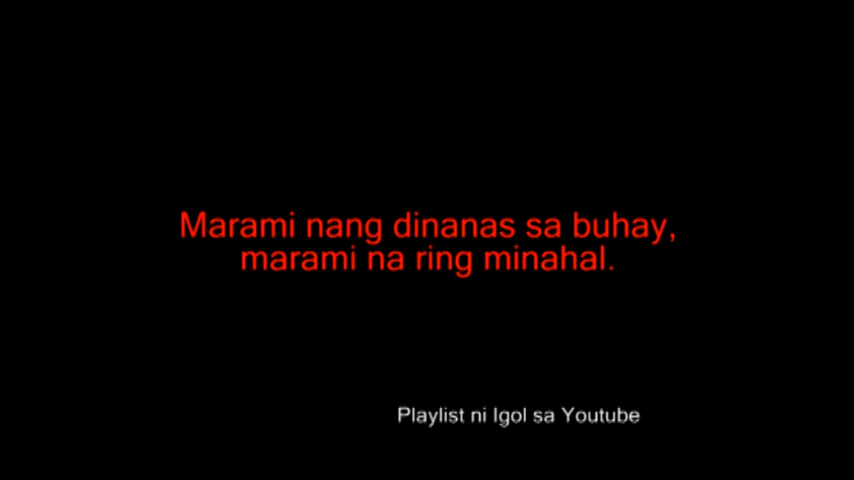 Marami nang dinanas sa buhay,
marami na ring minahal.
Playlist ni Igol sa Youtube